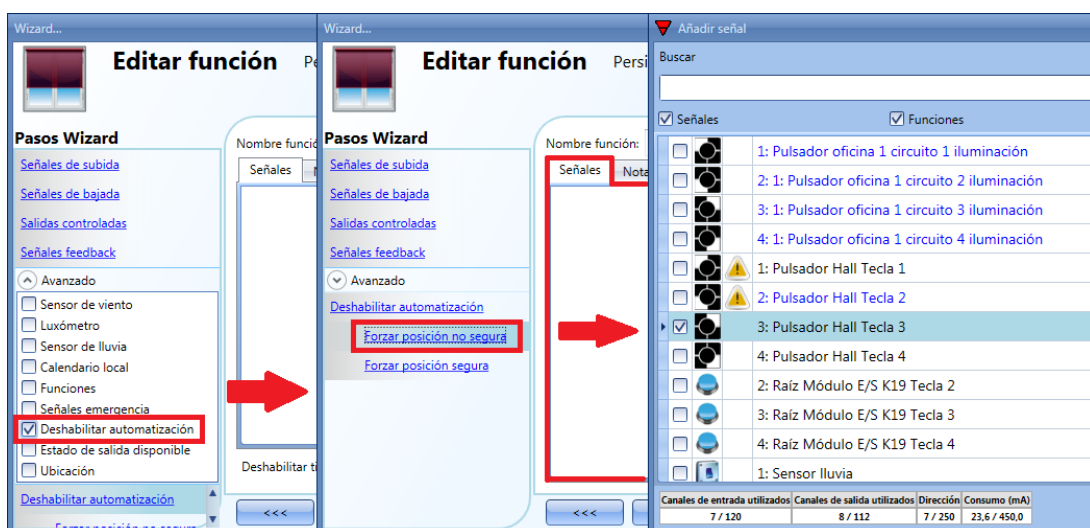 Wizard...
Editar función
Pasos Wizard
Señales de subida
Señales de bajada
Salidas controladas
Señales feedback
Avanzado
Sensor de viento
Luxómetro
Sensor de lluvia
Calendario local
Funciones
Señales emergencia
Deshabilitar automatización
Estado de salida disponible
Ubicación
Deshabilitar automatización
Nombre funció
Señales
Deshabilitar ti
<<<
Wizard...
Editar función Persi
Pasos Wizard
Señales de subida
Señales de bajada
Salidas controladas
Señales feedback
Avanzado
Deshabilitar automatización
Forzar posición no segura
Forzar posición segura
Nombre función:
Señales Nota
<<<
Añadir señal
Buscar
Señales Funciones
1: Pulsador oficina 1 circuito 1 iluminación
2: 1: Pulsador oficina 1 circuito 2 iluminación
3: 1: Pulsador oficina 1 circuito 3 iluminación
4: 1: Pulsador oficina 1 circuito 4 iluminación
1: Pulsador Hall Tecla 1
2: Pulsador Hall Tecla 2
3: Pulsador Hall Tecla 3
4: Pulsador Hall Tecla 4
2: Raíz Módulo E/S K19 Tecla 2
3: Raíz Módulo E/S K19 Tecla 3
4: Raíz Módulo E/S K19 Tecla 4
1: Sensor lluvia
Canales de entrada utilizados Canales de salida utilizados Dirección Consumo (mA)
7 / 120 8 / 112 7 / 250 23,6 / 450,0